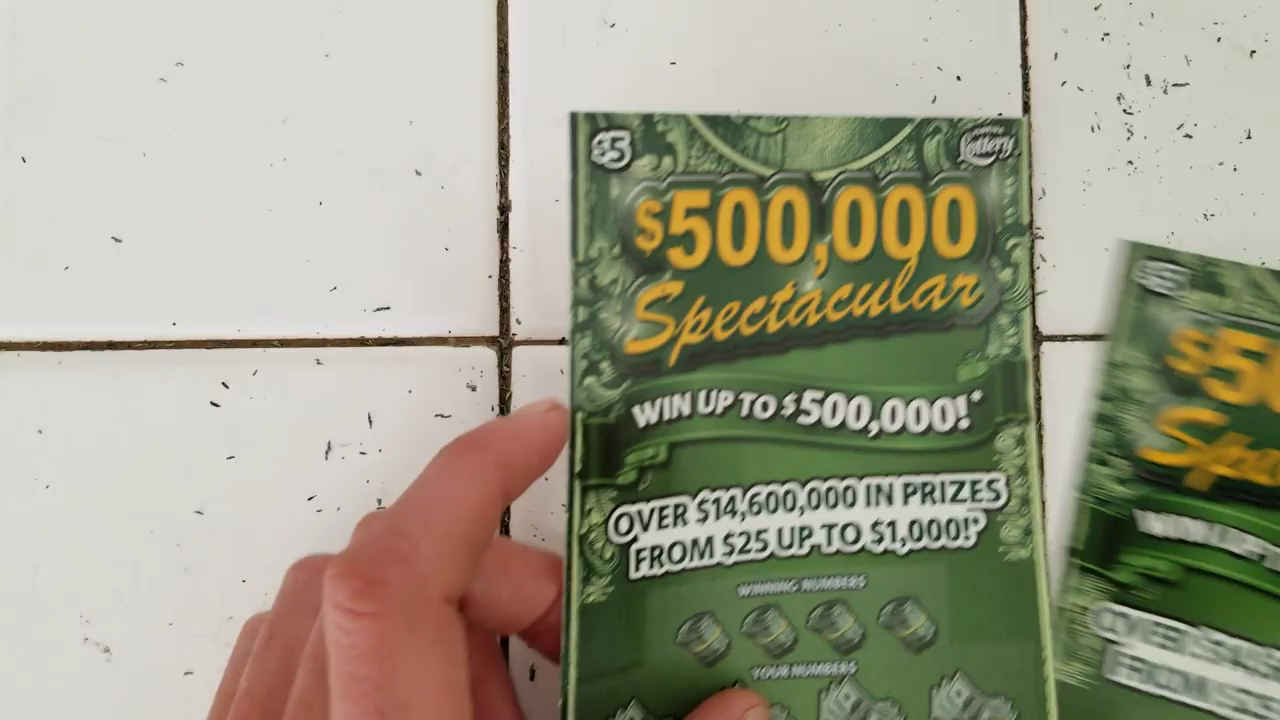 $5
Lottery
$500,000
Spectacular
WIN UP TO $500,000!*
OVER $14,600,000 IN PRIZES
FROM $25 UP TO $1,000!*
WINNING NUMBERS
YOUR NUMBERS
$5